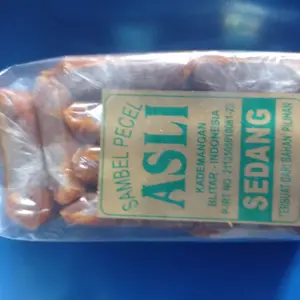 SAMBEL PECEL
ASLI
KADEMANGAN
BLITAR - INDONESIA
SEDANG
TERBUAT DARI BAHAN PILIHAN